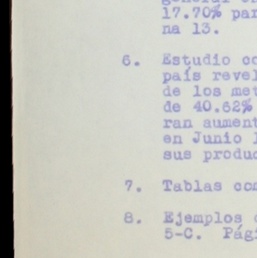 17.70% par
na 13.
6. Estudio co
país revel
de los met
de 40.62%
ran aument
en Junio 1
sus produc
7. Tablas com
8. Ejemplos d
5-C. Pági